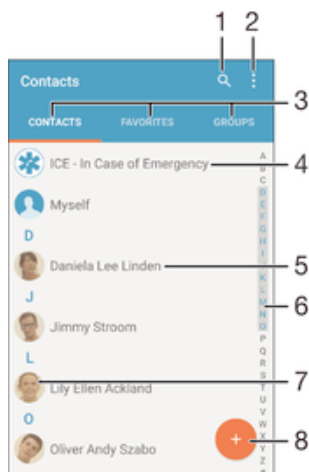 1 2
Contacts
3
CONTACTS FAVORITES GROUPS
ICE - In Case of Emergency 4
Myself
D
Daniela Lee Linden 5
J
Jimmy Stroom
L
Lily Ellen Ackland 7
O
Oliver Andy Szabo
+ 8
A
B
C
D
E
F
G
H
I
K
L
M
N
O
P
Q
R
S
T
U
V
W
X
Y
Z
6